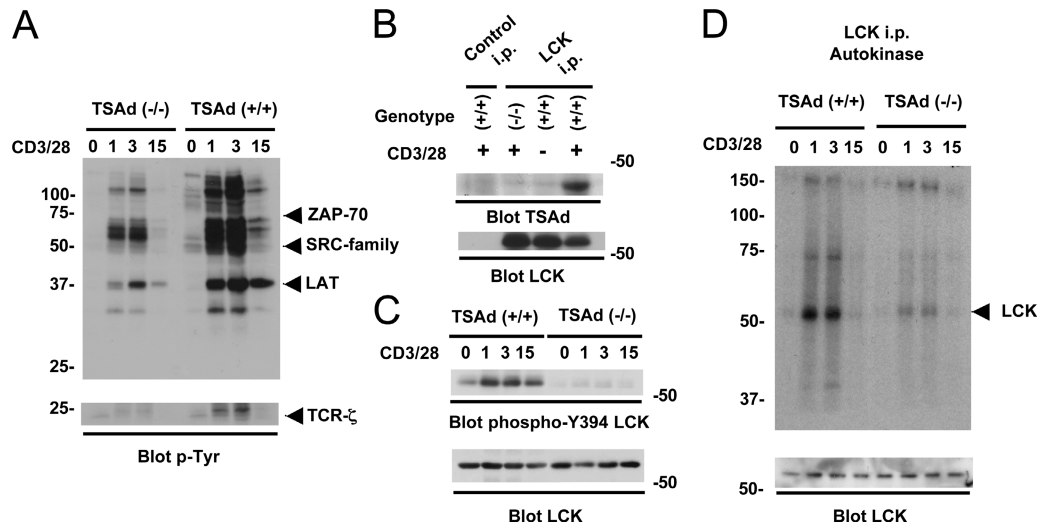 A
TSAd (-/-) TSAd (+/+)
CD3/28 0 1 3 15 0 1 3 15
100-
75-
50-
37-
25-
25-
ZAP-70
SRC-family
LAT
TCR-ζ
Blot p-Tyr
B
Control i.p.
LCK i.p.
Genotype (+/+) (-/-) (+/+) (+/+)
CD3/28 + + - +
-50
Blot TSAd
-50
Blot LCK
C
TSAd (+/+) TSAd (-/-)
CD3/28 0 1 3 15 0 1 3 15
-50
Blot phospho-Y394 LCK
-50
Blot LCK
D
LCK i.p.
Autokinase
TSAd (+/+) TSAd (-/-)
CD3/28 0 1 3 15 0 1 3 15
150-
100-
75-
50-
37-
LCK
50-
Blot LCK